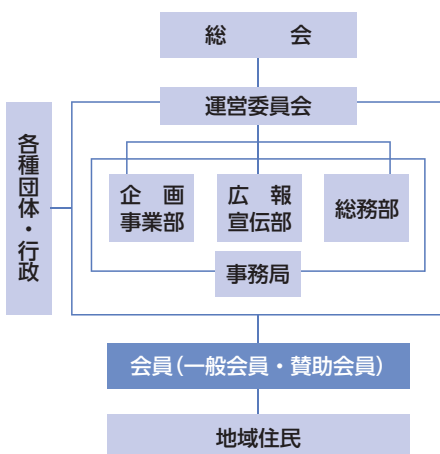 総　会
運営委員会
各種団体・行政
企　画
事業部
広　報
宣伝部
総務部
事務局
会員（一般会員・賛助会員）
地域住民